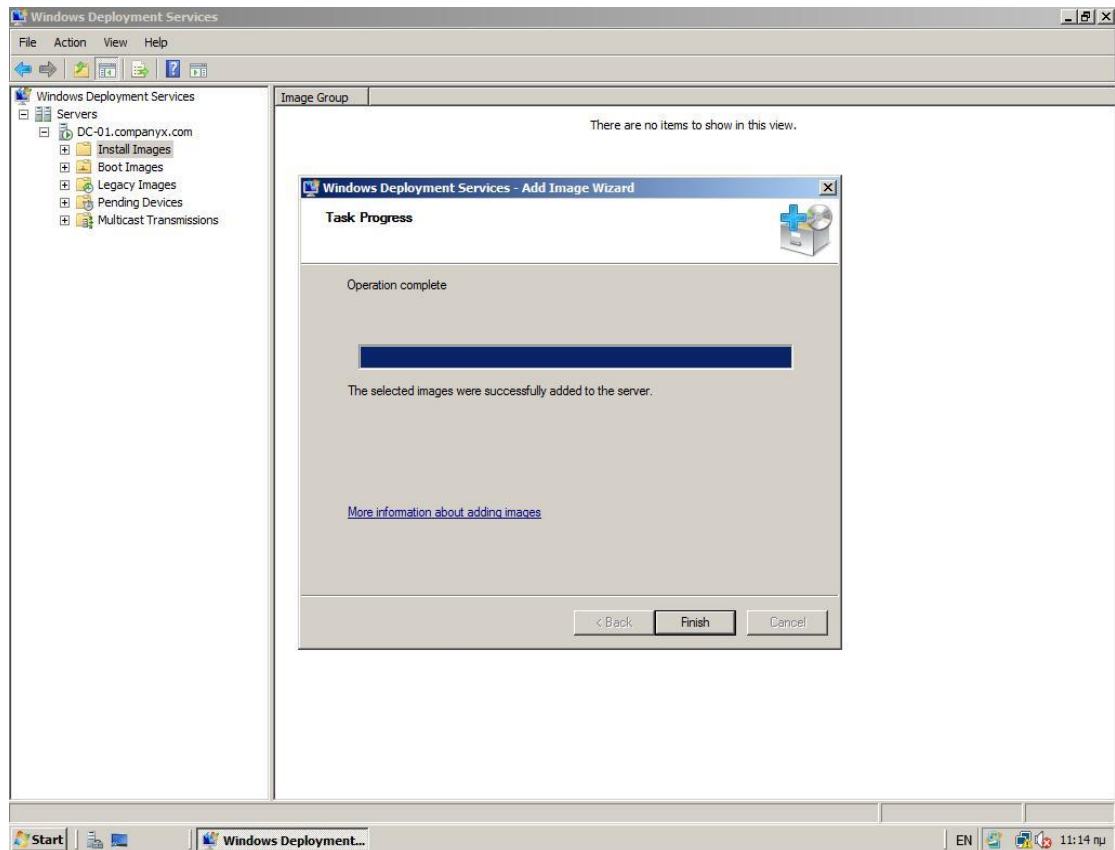 Windows Deployment Services
File Action View Help
Windows Deployment Services
Servers
DC-01.companyx.com
Install Images
Boot Images
Legacy Images
Pending Devices
Multicast Transmissions
Image Group
There are no items to show in this view.
Windows Deployment Services - Add Image Wizard
Task Progress
Operation complete
The selected images were successfully added to the server.
More information about adding images
< Back Finish Cancel
Start Windows Deployment... EN 11:14 πμ